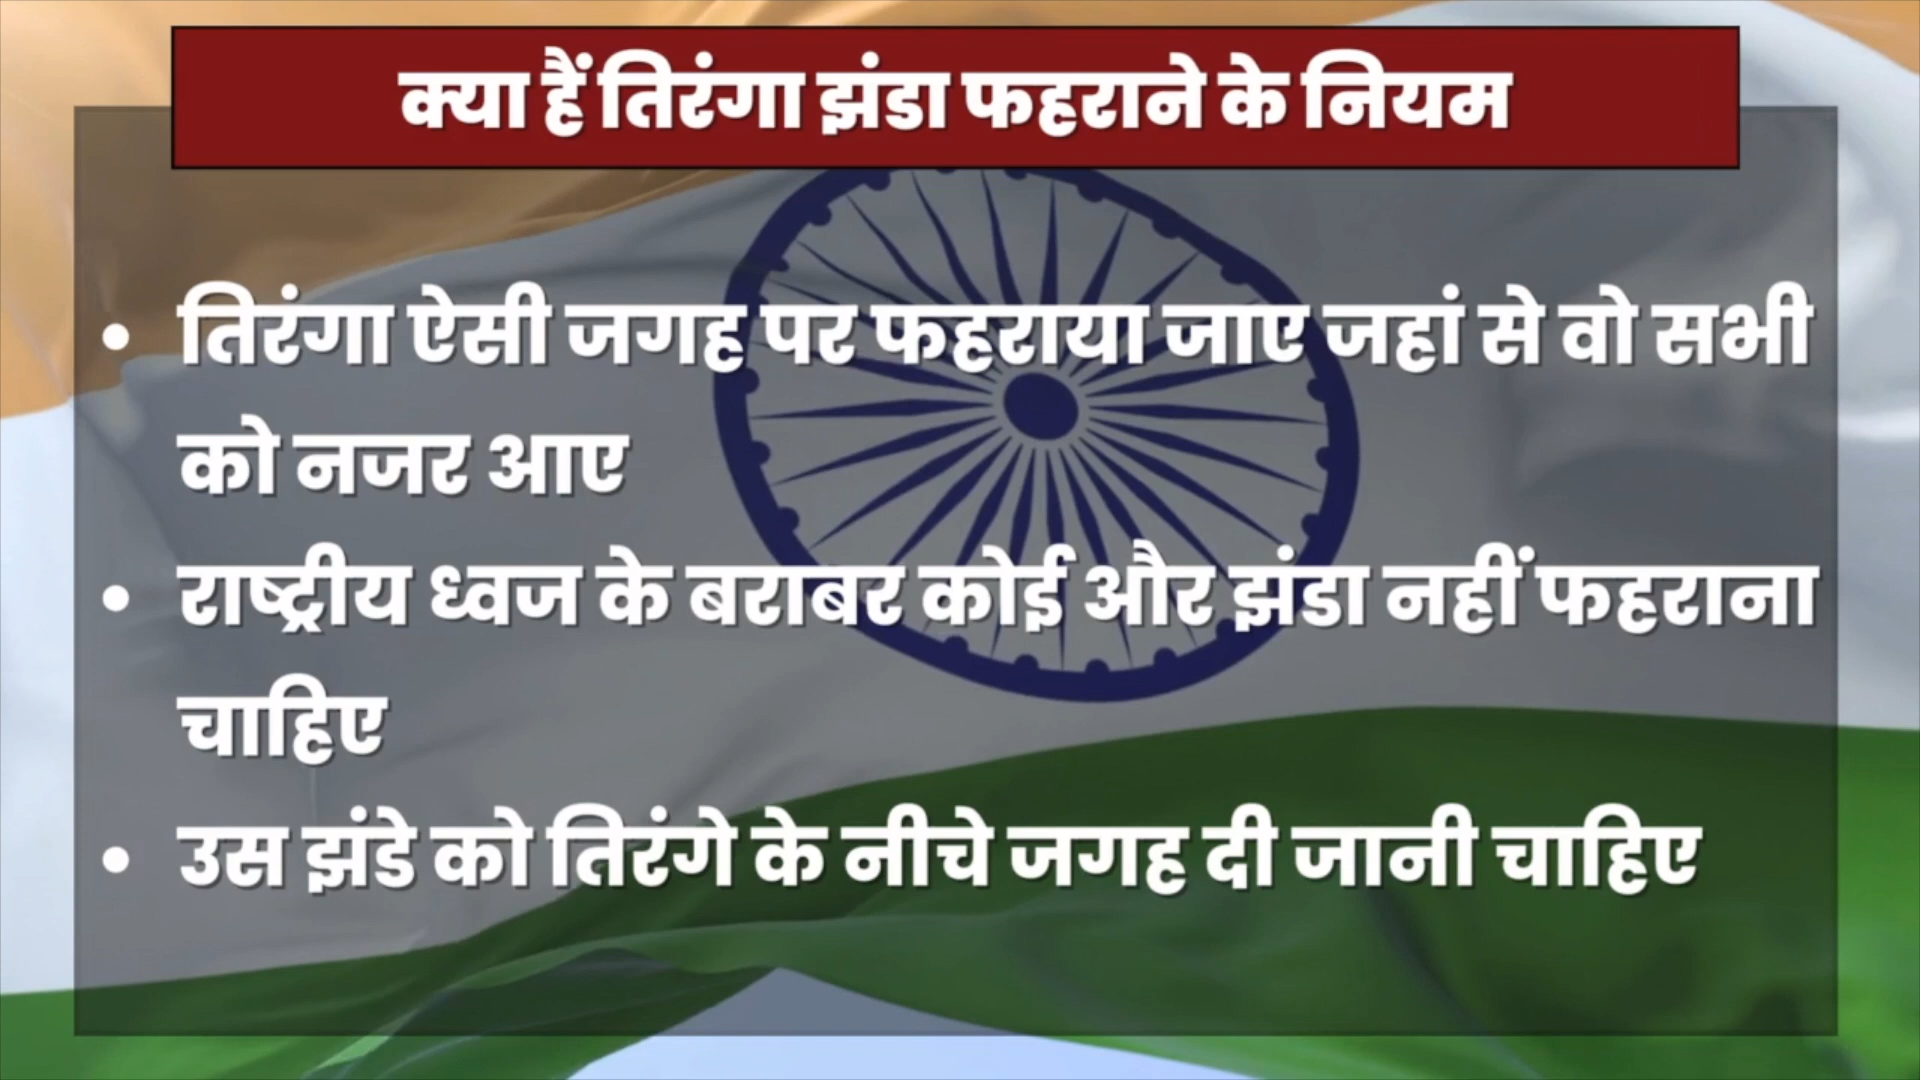 क्या हैं तिरंगा झंडा फहराने के नियम
• तिरंगा ऐसी जगह पर फहराया जाए जहां से वो सभी
को नजर आए
• राष्ट्रीय ध्वज के बराबर कोई और झंडा नहीं फहराना
चाहिए
• उस झंडे को तिरंगे के नीचे जगह दी जानी चाहिए